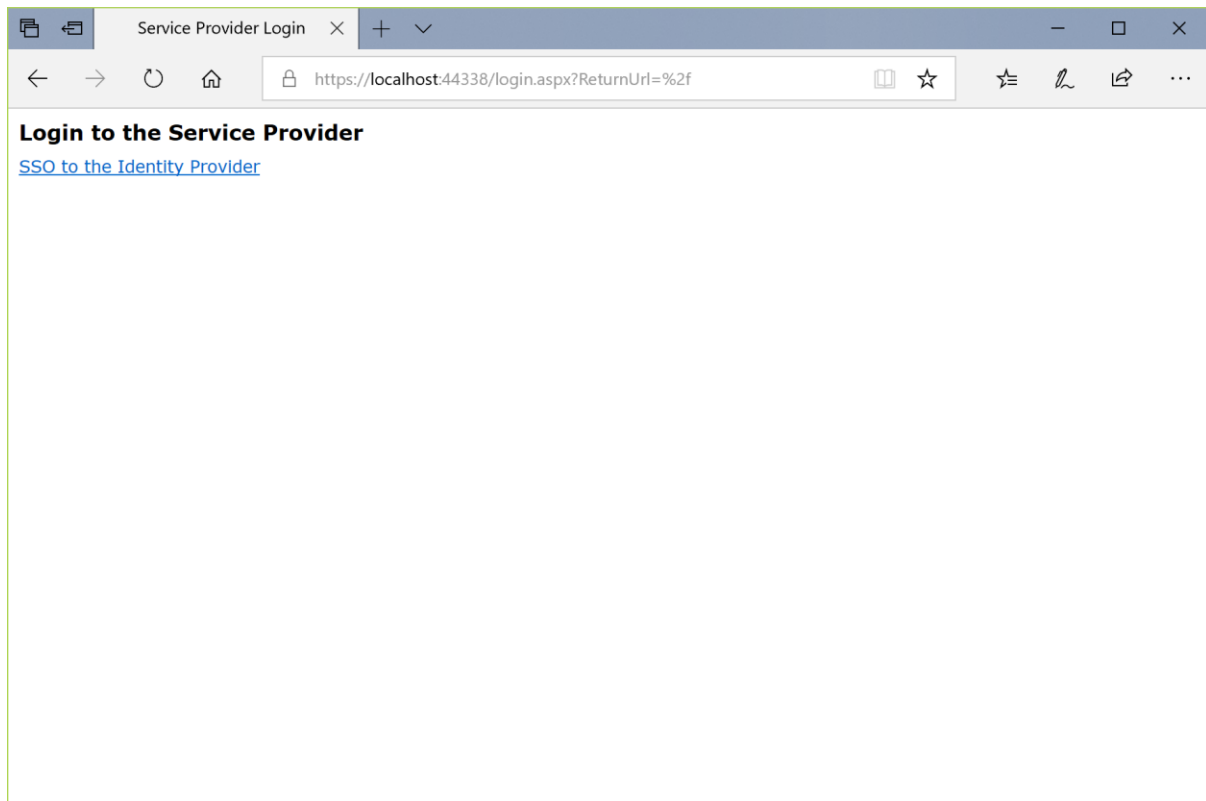 Service Provider Login
https://localhost:44338/login.aspx?ReturnUrl=%2f
Login to the Service Provider
SSO to the Identity Provider